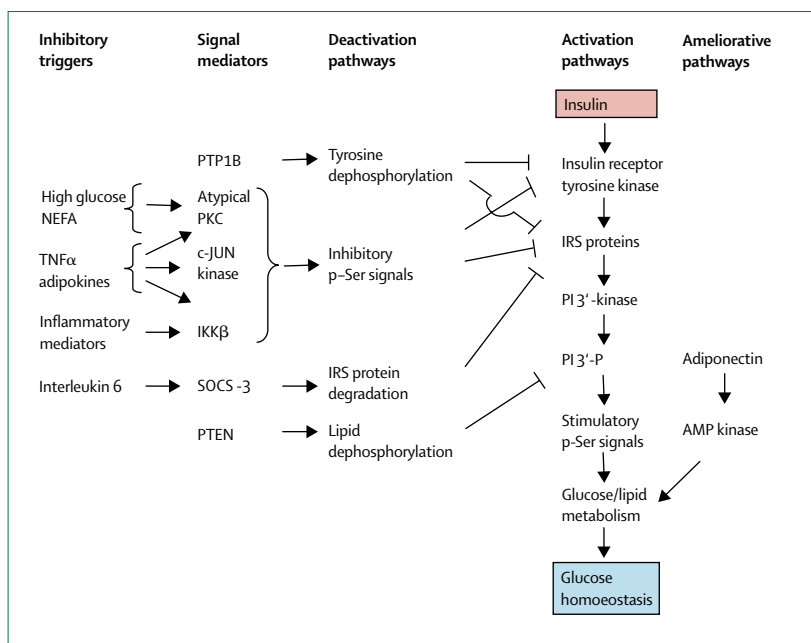 Inhibitory
triggers
Signal
mediators
Deactivation
pathways
Activation
pathways
Ameliorative
pathways
Insulin
PTP1B
Tyrosine
dephosphorylation
Insulin receptor
tyrosine kinase
High glucose
NEFA
Atypical
PKC
TNFα
adipokines
c-JUN
kinase
Inhibitory
p–Ser signals
IRS proteins
PI 3′-kinase
Inflammatory
mediators
IKKβ
PI 3′-P
Adiponectin
Interleukin 6
SOCS -3
IRS protein
degradation
Stimulatory
p-Ser signals
AMP kinase
PTEN
Lipid
dephosphorylation
Glucose/lipid
metabolism
Glucose
homoeostasis